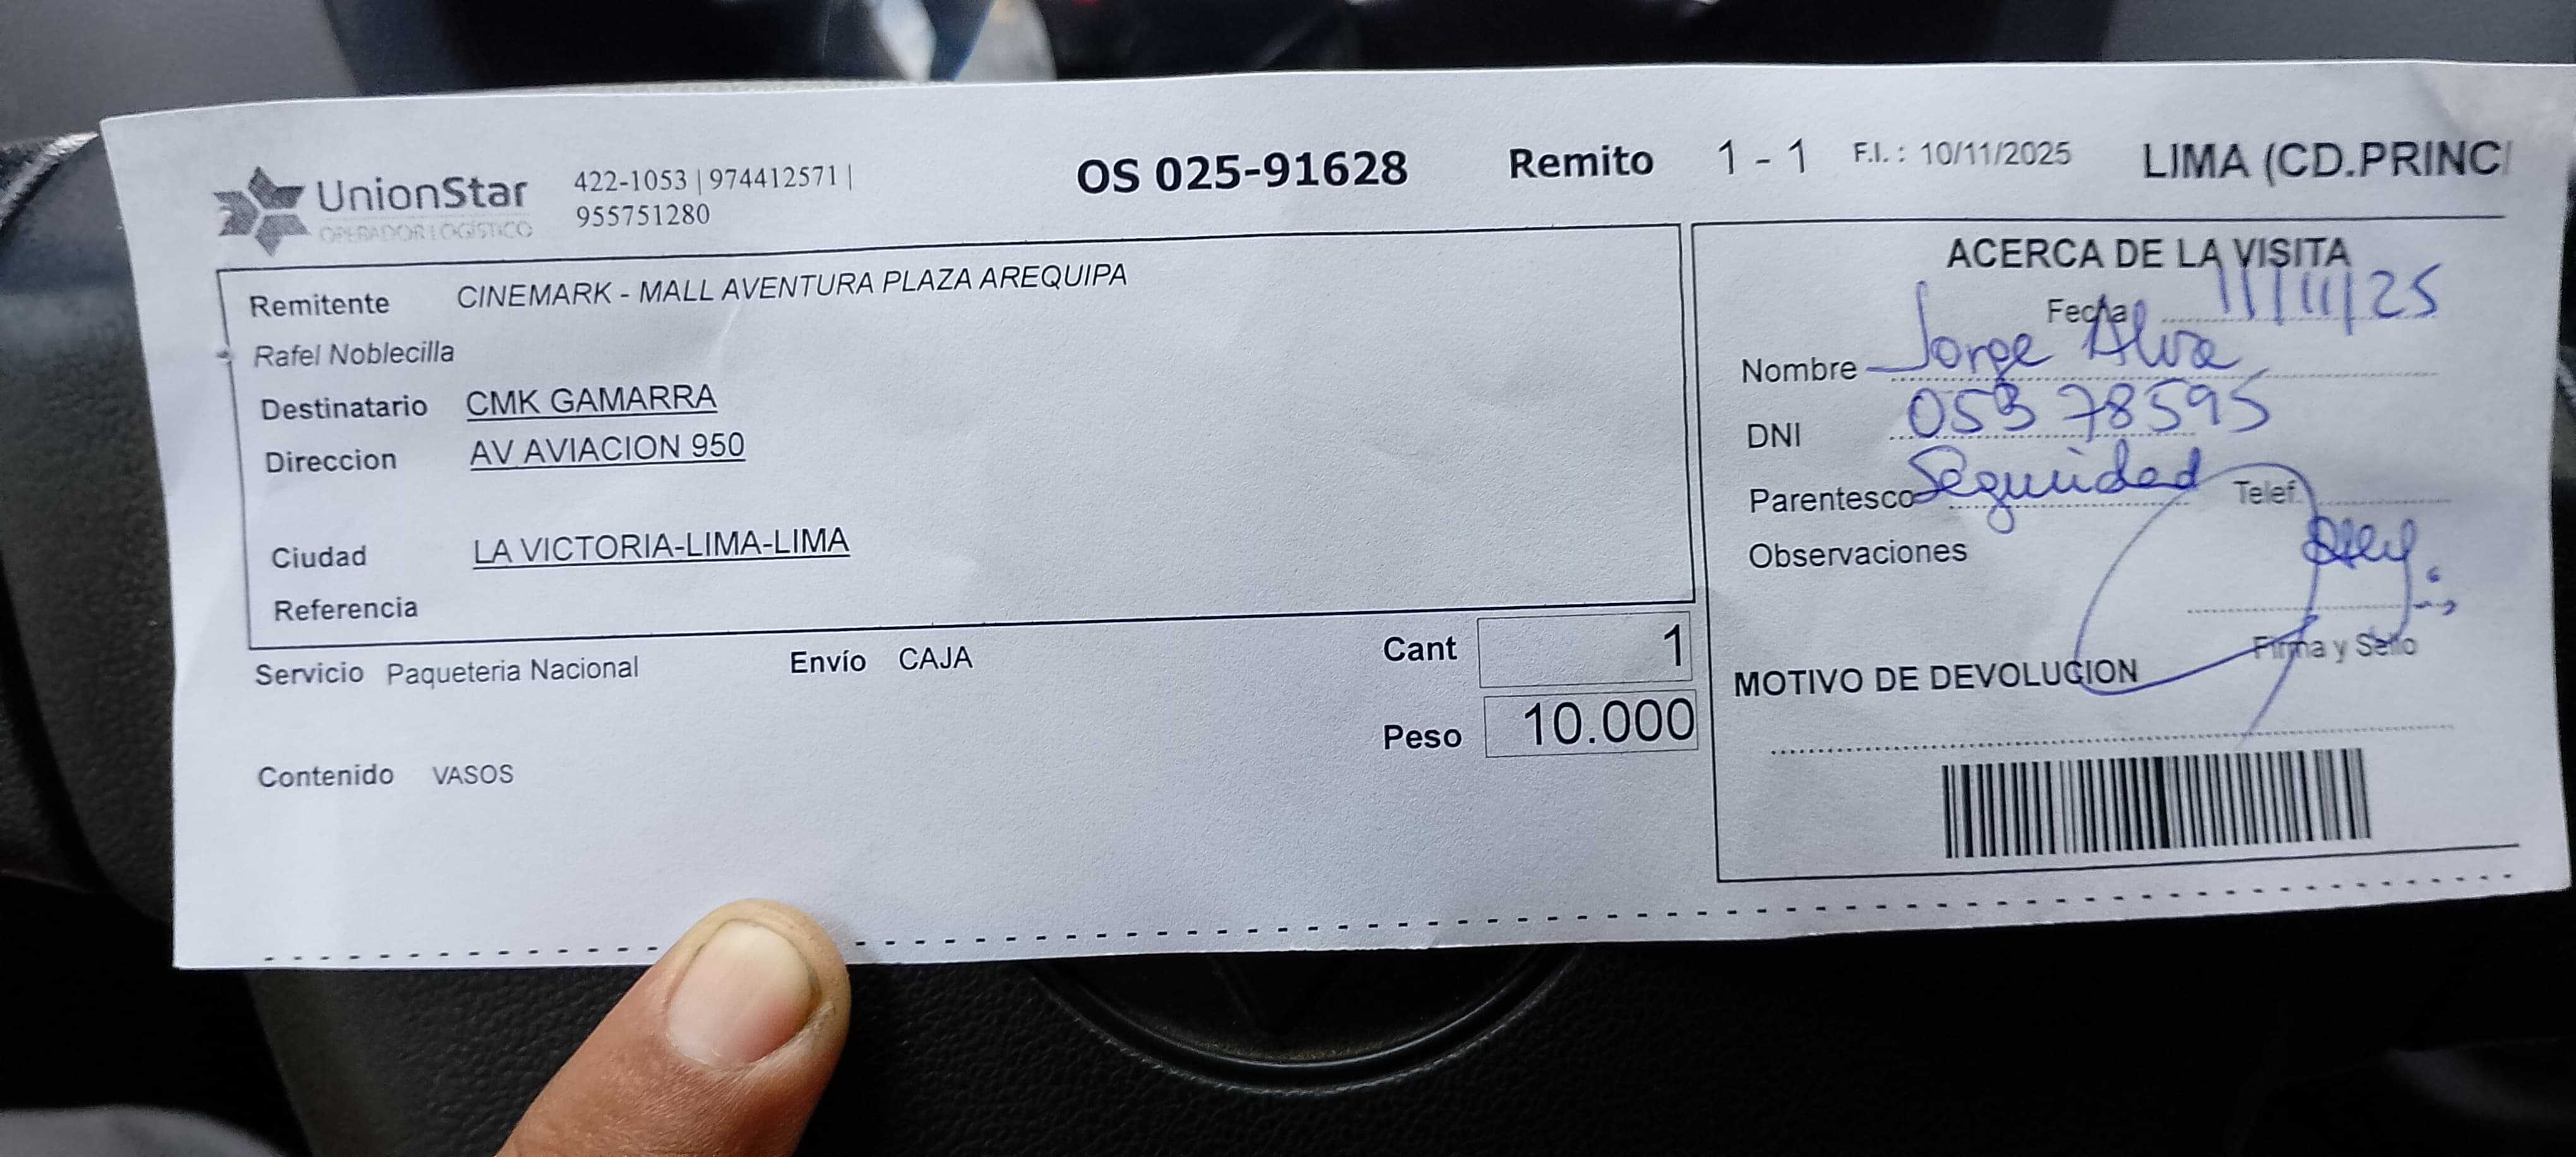 UnionStar
OPERADOR LOGÍSTICO
422-1053 | 974412571 |
955751280
OS 025-91628
Remito 1 - 1
F.I. : 10/11/2025
LIMA (CD.PRINCI
Remitente CINEMARK - MALL AVENTURA PLAZA AREQUIPA
Rafel Noblecilla
Destinatario CMK GAMARRA
Direccion AV AVIACION 950
Ciudad LA VICTORIA-LIMA-LIMA
Referencia
Servicio Paqueteria Nacional
Envío CAJA
Cant 1
Peso 10.000
Contenido VASOS
ACERCA DE LA VISITA
Fecha 11/11/25
Nombre Jorge Alva
DNI 05378595
Parentesco Seguridad
Telef.
Observaciones
Firma y Sello
MOTIVO DE DEVOLUCION